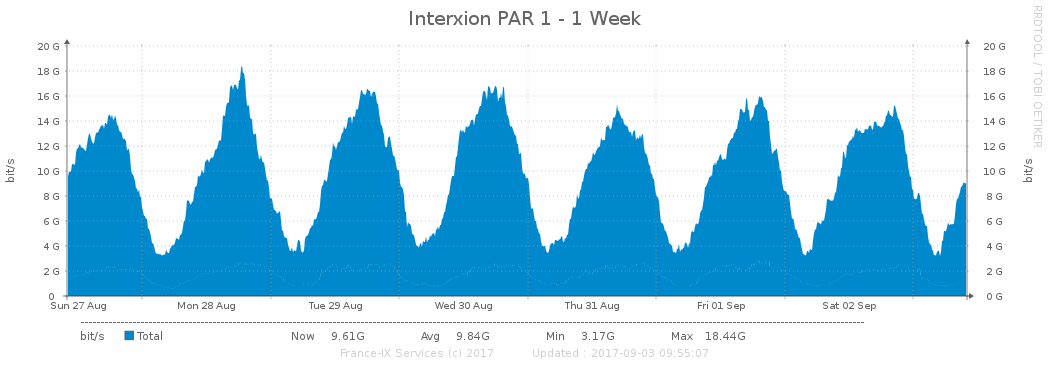 Interxion PAR 1 - 1 Week
RRDTOOL / TOBI OETIKER
20 G 20 G
18 G 18 G
16 G 16 G
14 G 14 G
12 G 12 G
10 G 10 G
8 G 8 G
6 G 6 G
4 G 4 G
2 G 2 G
0 0 G
bit/s bit/s
Sun 27 Aug Mon 28 Aug Tue 29 Aug Wed 30 Aug Thu 31 Aug Fri 01 Sep Sat 02 Sep
bit/s Total Now 9.61G Avg 9.84G Min 3.17G Max 18.44G
France-IX Services (c) 2017 Updated : 2017-09-03 09:55:07